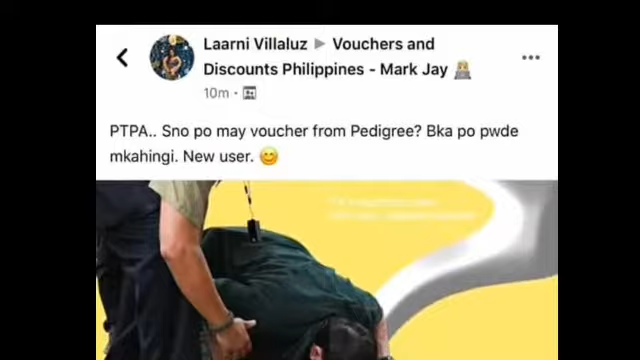 Laarni Villaluz ▶ Vouchers and
Discounts Philippines - Mark Jay 👩🏼‍💻
10m ·
PTPA.. Sno po may voucher from Pedigree? Bka po pwde
mkahingi. New user. 😊